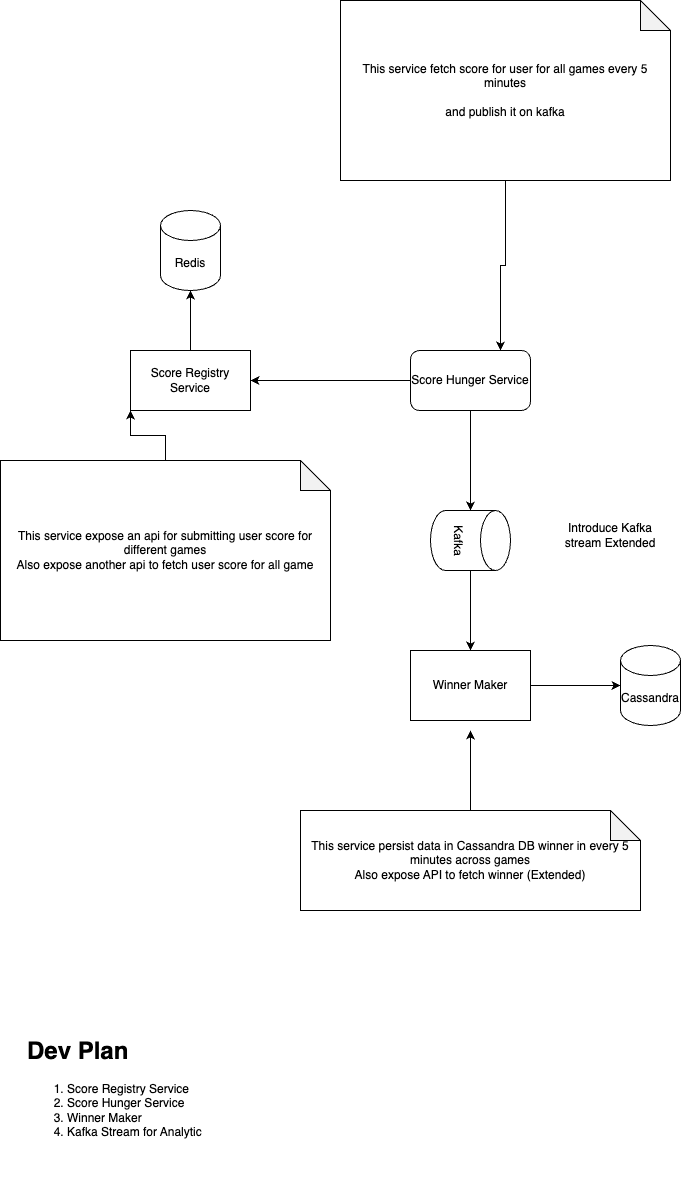 This service fetch score for user for all games every 5
minutes
and publish it on kafka
Redis
Score Registry
Service
Score Hunger Service
This service expose an api for submitting user score for
different games
Also expose another api to fetch user score for all game
Kafka
Introduce Kafka
stream Extended
Winner Maker
Cassandra
This service persist data in Cassandra DB winner in every 5
minutes across games
Also expose API to fetch winner (Extended)
Dev Plan
1. Score Registry Service
2. Score Hunger Service
3. Winner Maker
4. Kafka Stream for Analytic